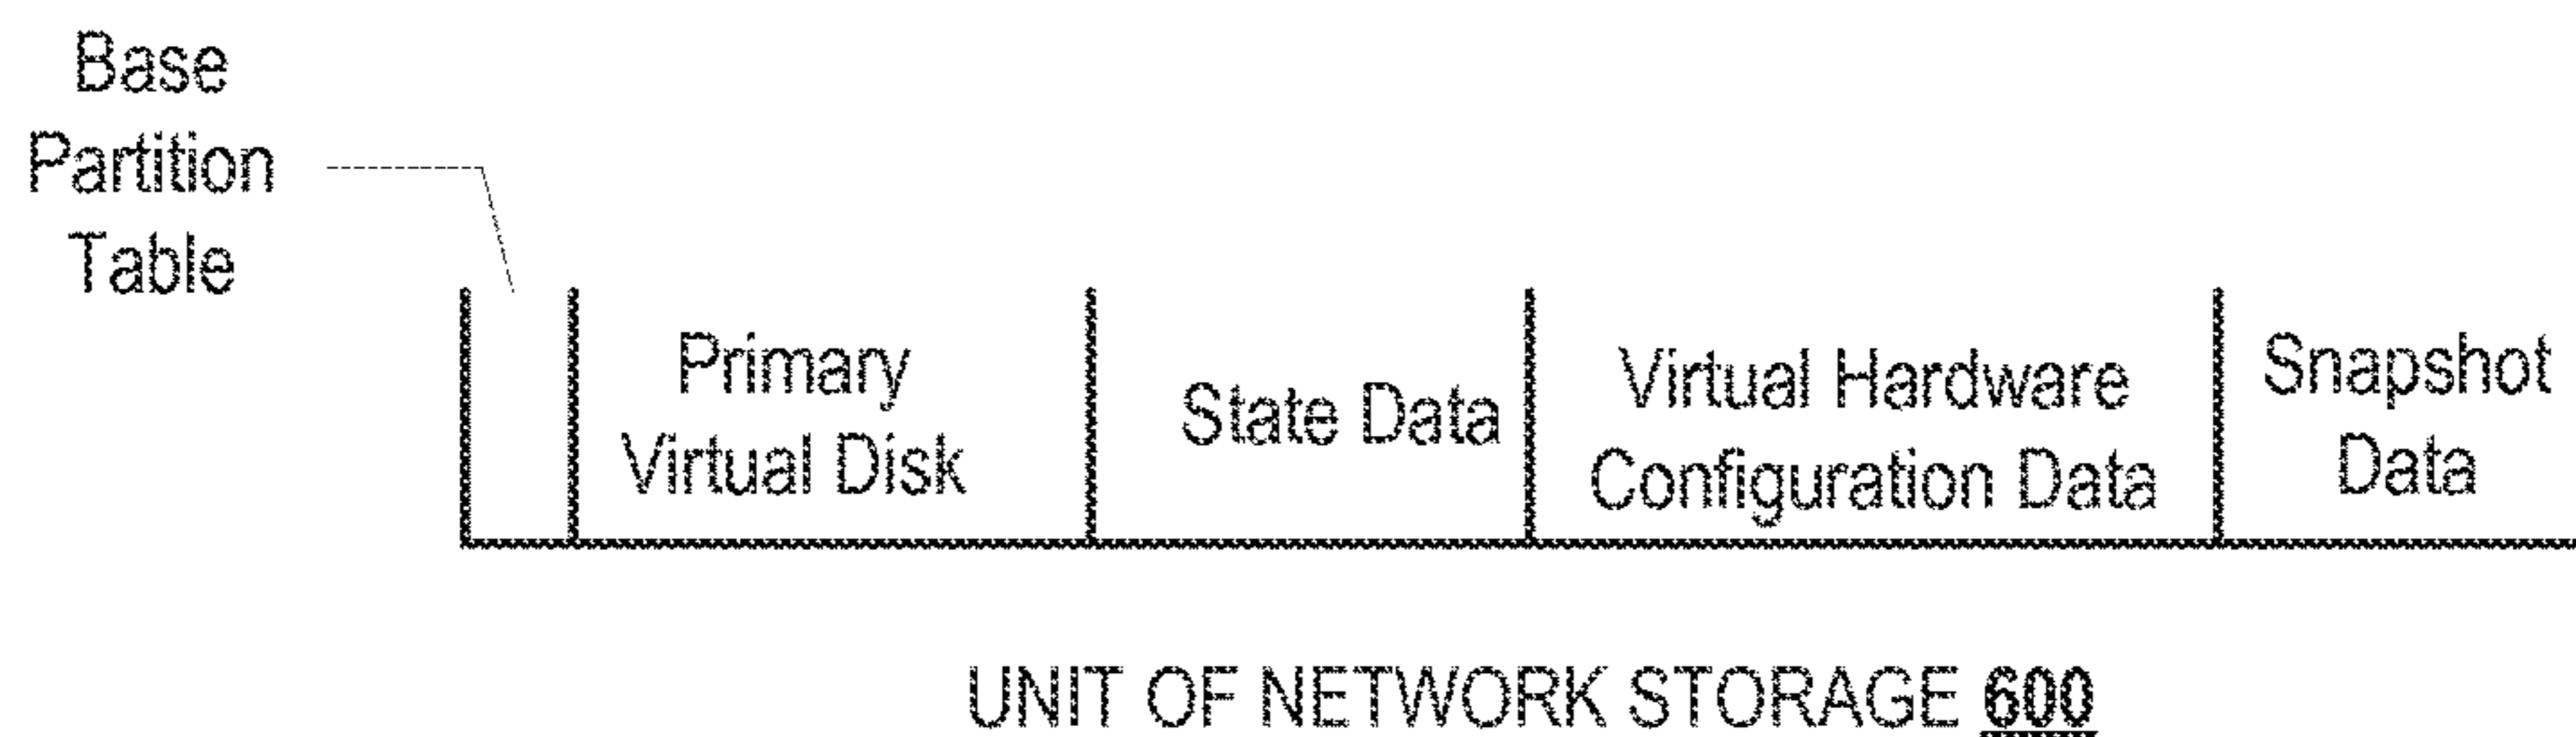 Base
Partition
Table
Primary
Virtual Disk
State Data
Virtual Hardware
Configuration Data
Snapshot
Data
UNIT OF NETWORK STORAGE 600